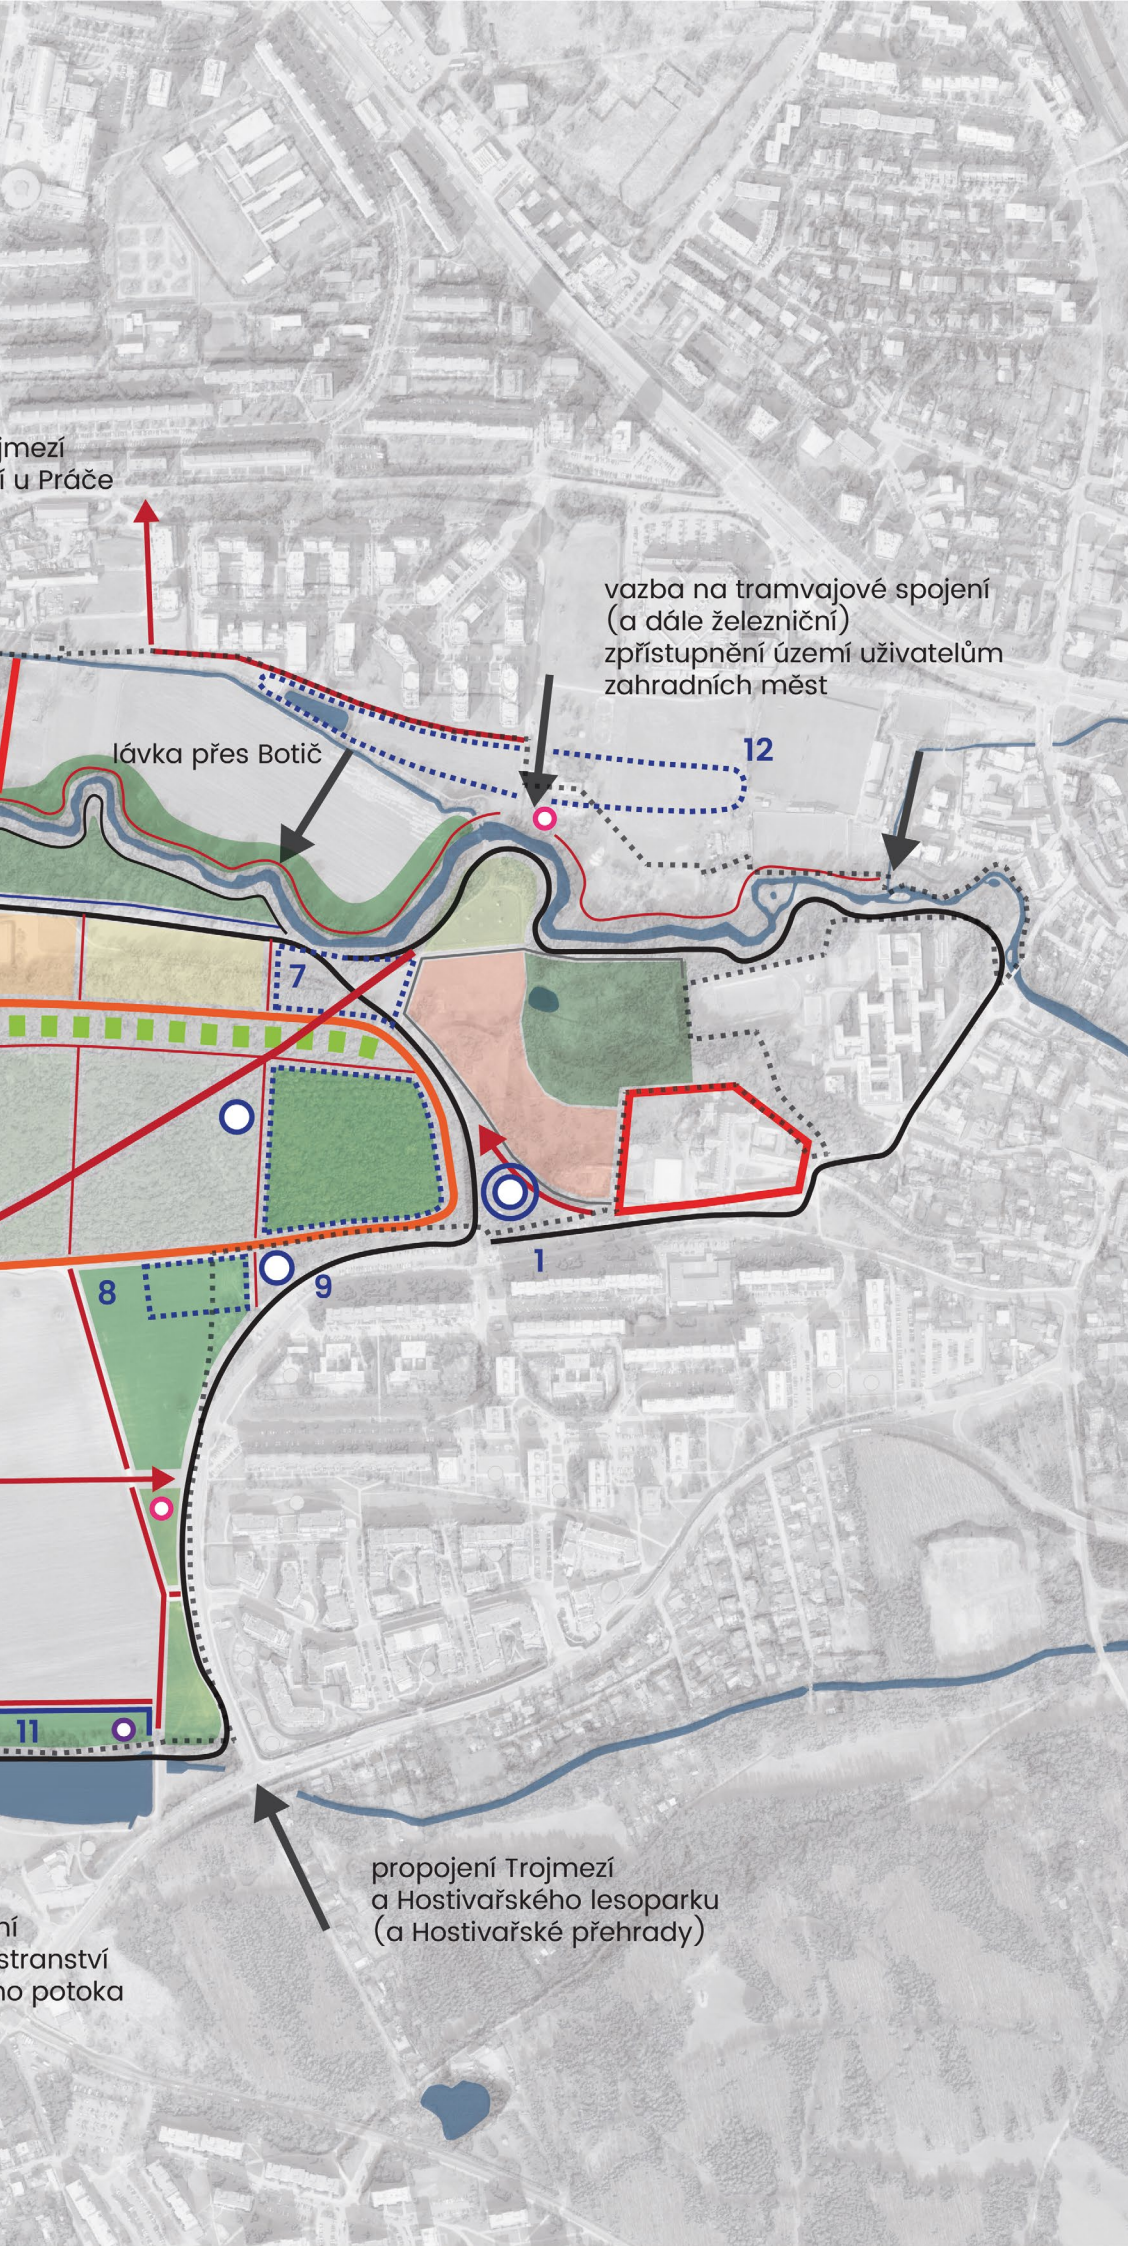 jmezí
í u Práče
vazba na tramvajové spojení
(a dále železniční)
zpřístupnění území uživatelům
zahradních měst
lávka přes Botič
12
7
1
8
9
11
propojení Trojmezí
a Hostivařského lesoparku
(a Hostivařské přehrady)
ní
stranství
ho potoka